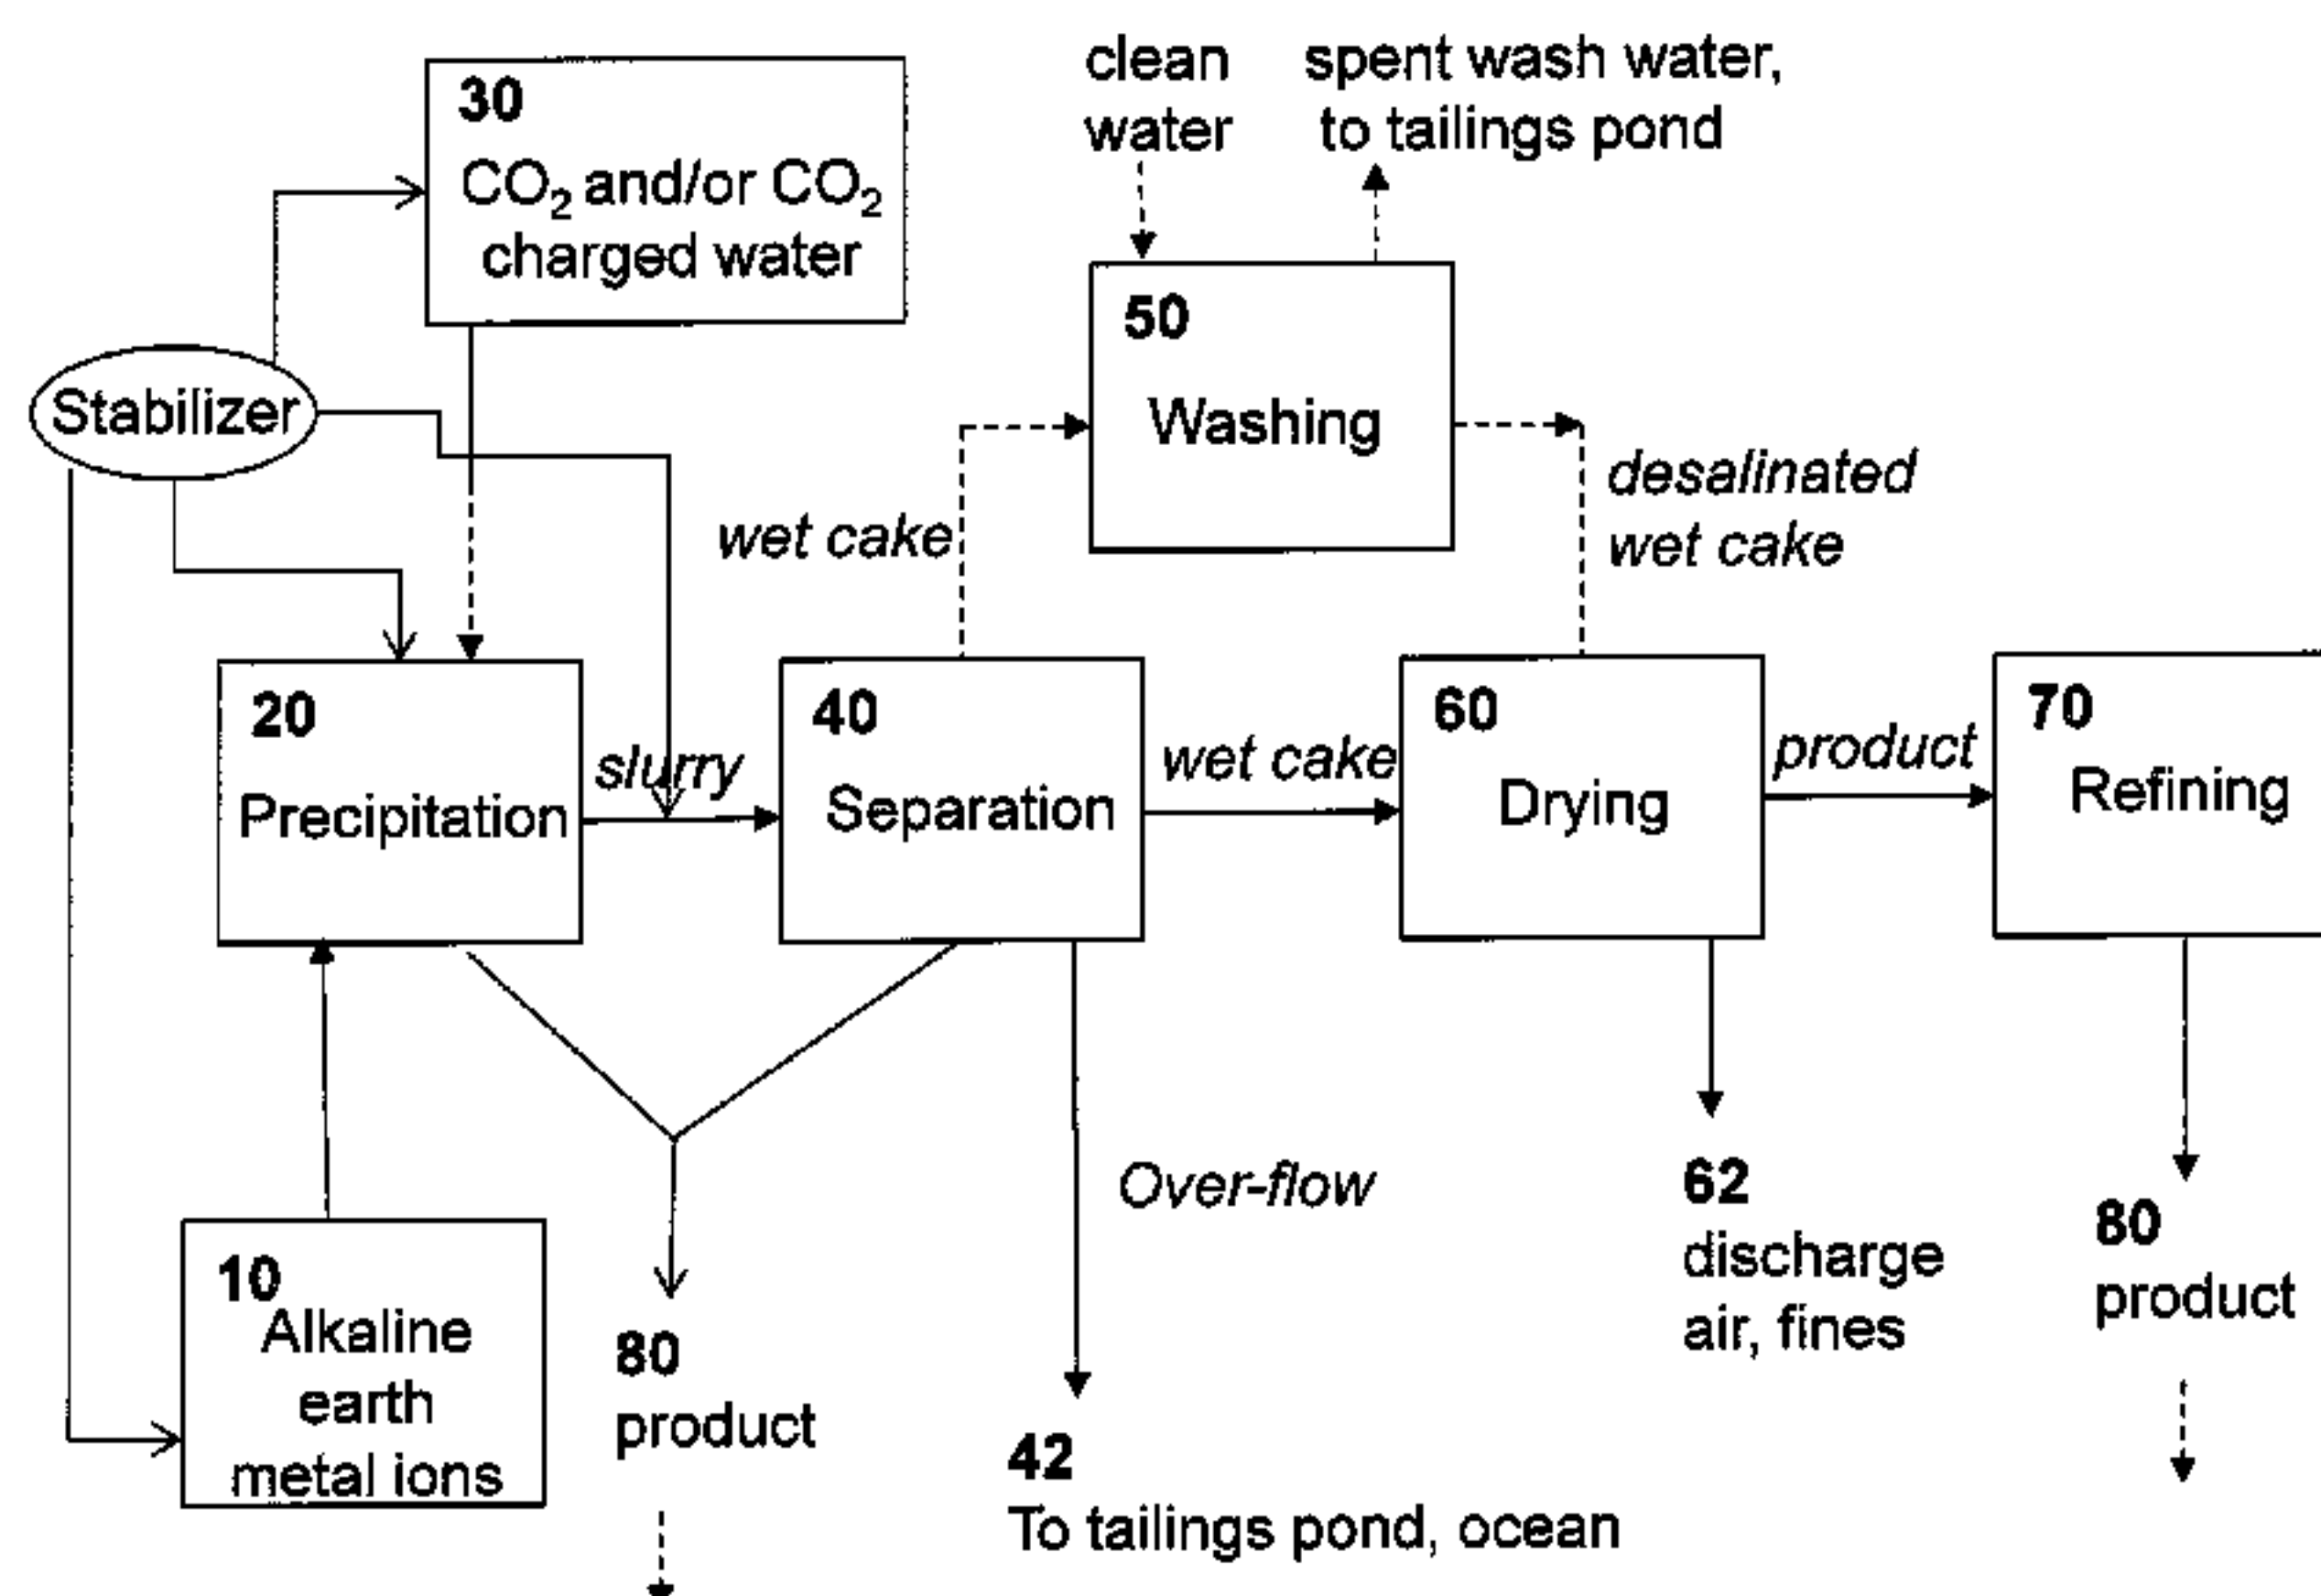 clean
water
spent wash water,
to tailings pond
30
CO₂ and/or CO₂
charged water
50
Washing
Stabilizer
desalinated
wet cake
wet cake
20
Precipitation
slurry
40
Separation
wet cake
60
Drying
product
70
Refining
Over-flow
62
discharge
air, fines
80
product
10
Alkaline
earth
metal ions
80
product
42
To tailings pond, ocean